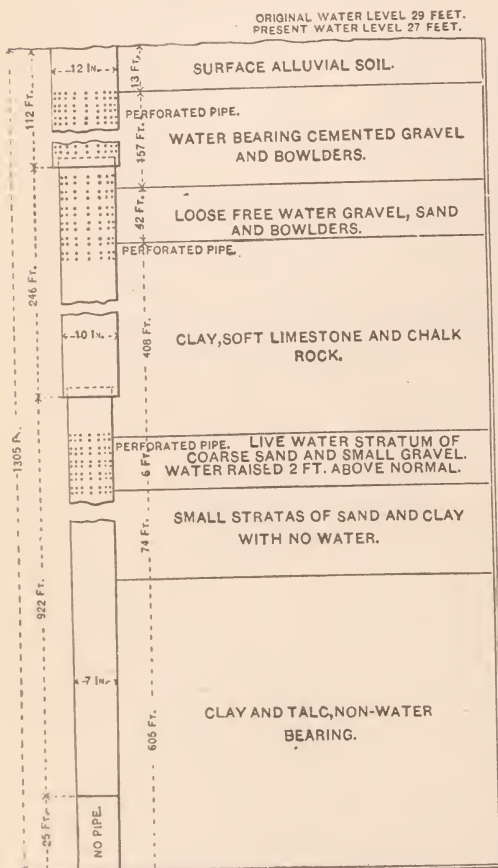 ORIGINAL WATER LEVEL 29 FEET.
PRESENT WATER LEVEL 27 FEET.
12 IN.
13 FT.
SURFACE ALLUVIAL SOIL.
112 FT.
PERFORATED PIPE.
157 FT.
WATER BEARING CEMENTED GRAVEL
AND BOWLDERS.
42 FT.
LOOSE FREE WATER GRAVEL, SAND
AND BOWLDERS.
PERFORATED PIPE.
246 FT.
10 IN.
408 FT.
CLAY, SOFT LIMESTONE AND CHALK
ROCK.
1305 FT.
PERFORATED PIPE.
6 FT.
LIVE WATER STRATUM OF
COARSE SAND AND SMALL GRAVEL.
WATER RAISED 2 FT. ABOVE NORMAL.
74 FT.
SMALL STRATAS OF SAND AND CLAY
WITH NO WATER.
922 FT.
7 IN.
605 FT.
CLAY AND TALC, NON-WATER
BEARING.
25 FT.
NO PIPE.